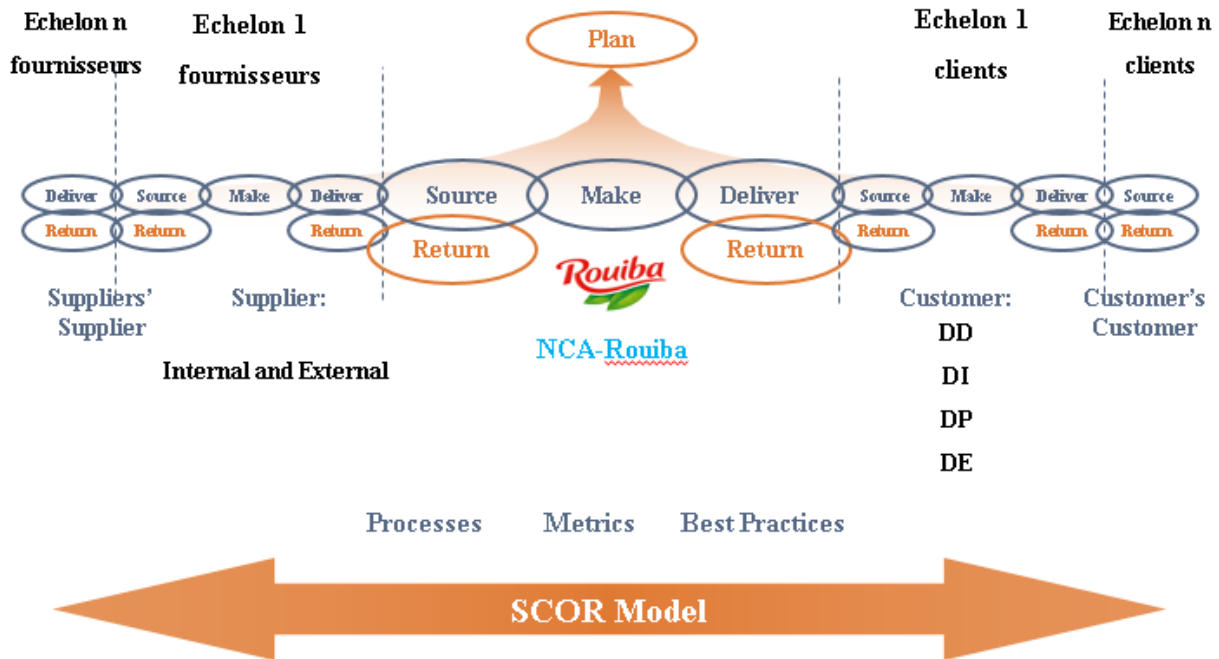 Echelon n
fournisseurs
Echelon 1
fournisseurs
Plan
Echelon 1
clients
Echelon n
clients
Deliver Source Make Deliver Source Make Deliver Source Make Deliver Source
Return Return Return Return Return Return Return Return
Rouiba
NCA-Rouiba
Suppliers'
Supplier
Supplier:
Internal and External
Customer:
DD
DI
DP
DE
Customer's
Customer
Processes Metrics Best Practices
SCOR Model